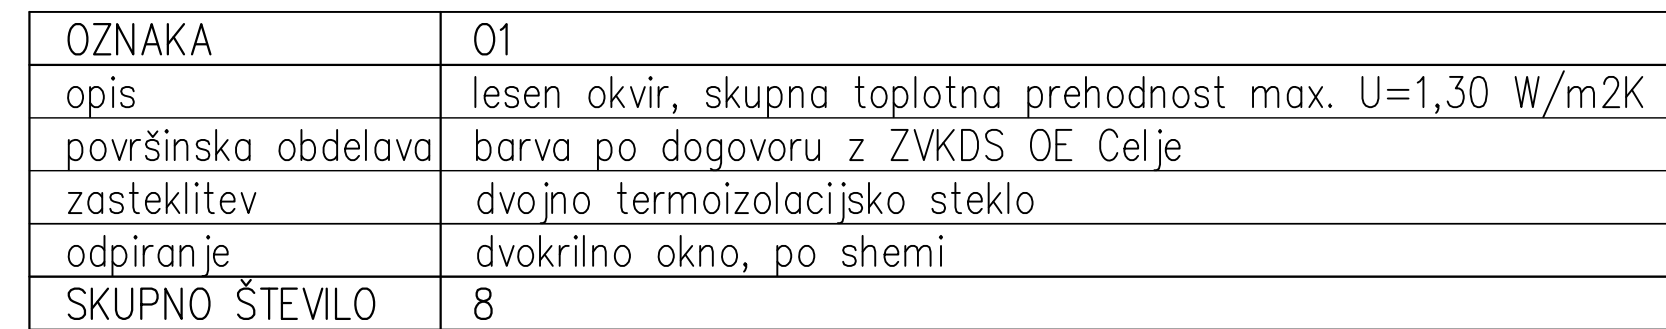 OZNAKA O1
opis lesen okvir, skupna toplotna prehodnost max. U=1,30 W/m2K
površinska obdelava barva po dogovoru z ZVKDS OE Celje
zasteklitev dvojno termoizolacijsko steklo
odpiranje dvokrilno okno, po shemi
SKUPNO ŠTEVILO 8